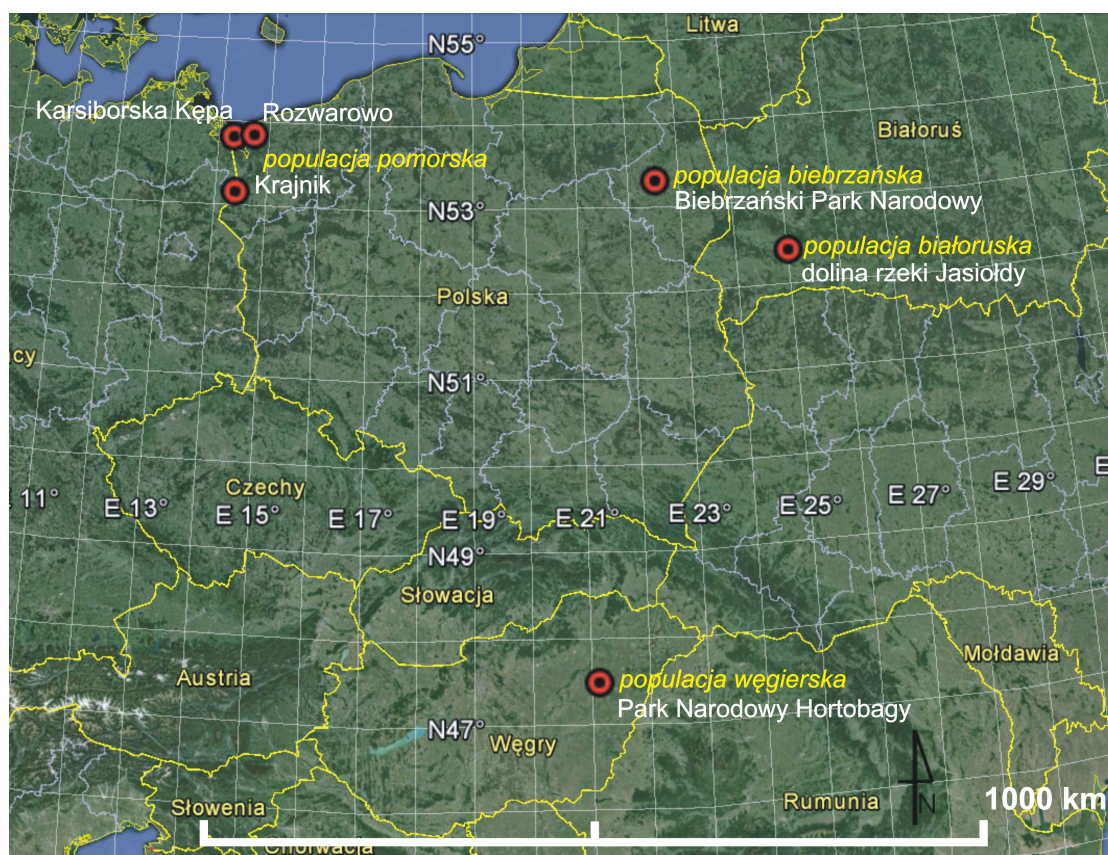 Litwa
N55°
Karsiborska Kępa
Rozwarowo
Białoruś
populacja pomorska
Krajnik
populacja biebrzańska
Biebrzański Park Narodowy
N53°
populacja białoruska
dolina rzeki Jasiołdy
Polska
cy
N51°
Czechy
11°
E 13°
E 15°
E 17°
E 19°
E 21°
E 23°
E 25°
E 27°
E 29°
E
N49°
Słowacja
Mołdawia
Austria
populacja węgierska
Park Narodowy Hortobagy
N47°
Węgry
N
Słowenia
Rumunia
1000 km
Chorwacja